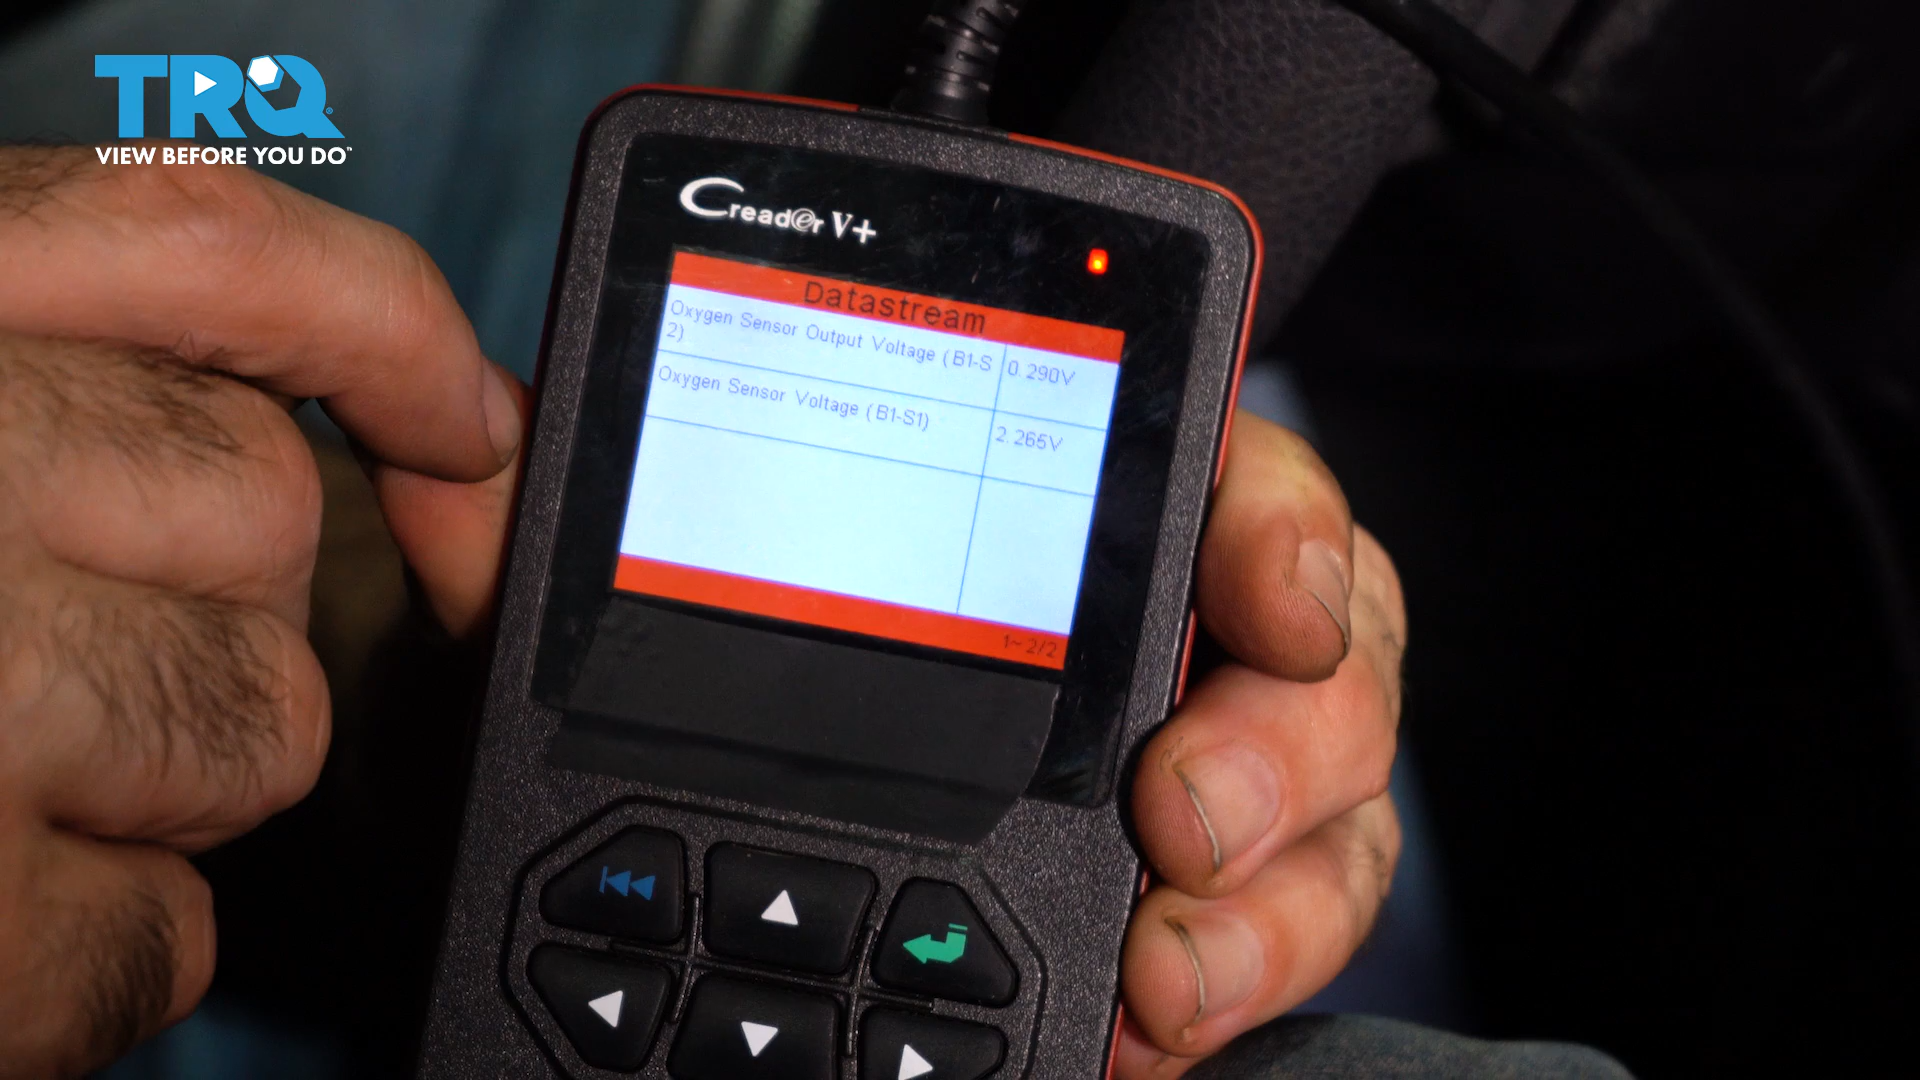 TRQ®
VIEW BEFORE YOU DO™
Creader V+
Datastream
Oxygen Sensor Output Voltage (B1-S
2)
0.290V
Oxygen Sensor Voltage (B1-S1)
2.265V
1~2/2